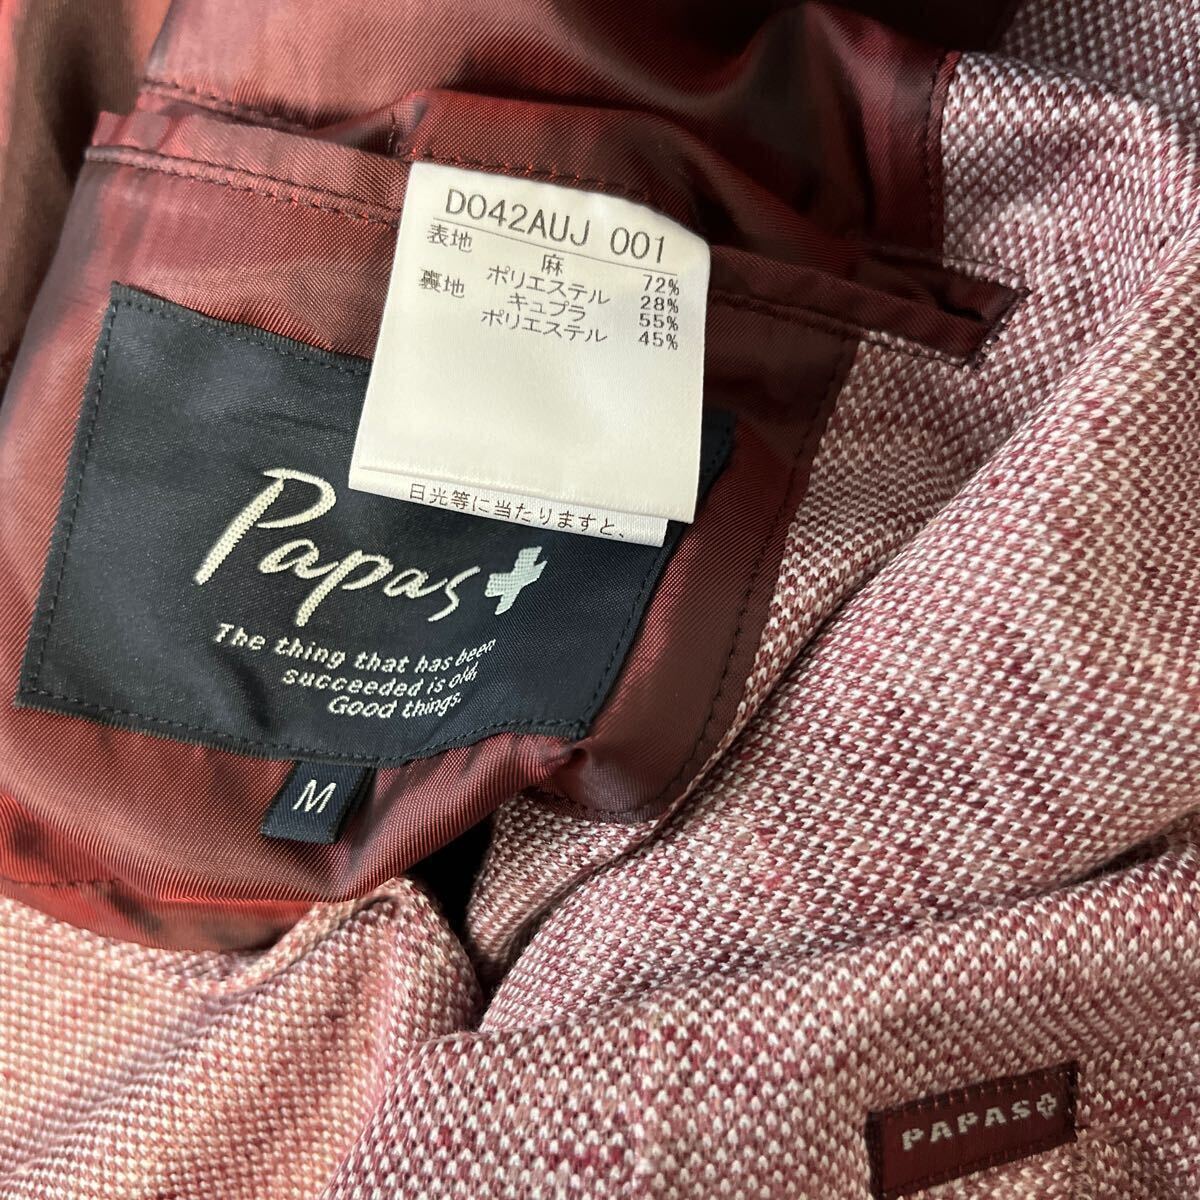 D042AUJ 001
表地 麻 72%
ポリエステル 28%
裏地 キュプラ 55%
ポリエステル 45%
日光等に当たりますと、
Papas+
The thing that has been
succeeded is old,
Good things.
M
PAPAS+